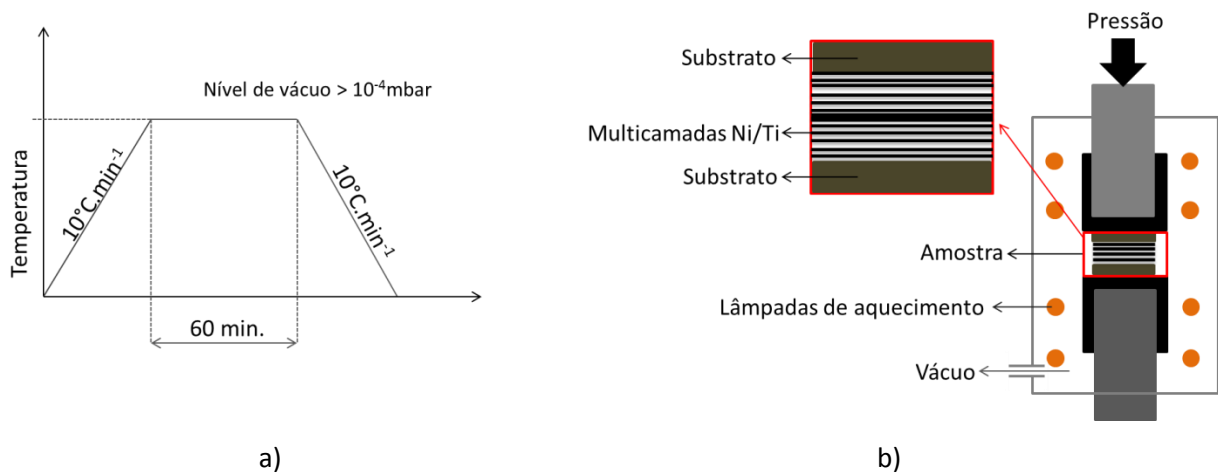 Nível de vácuo > 10⁻⁴mbar
Temperatura
10°C.min⁻¹
10°C.min⁻¹
60 min.
a)
Pressão
Substrato
Multicamadas Ni/Ti
Substrato
Amostra
Lâmpadas de aquecimento
Vácuo
b)